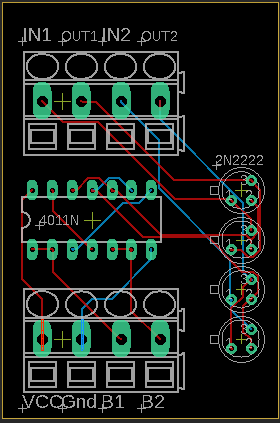 IN1 OUT1 IN2 OUT2
2N2222
4011N
VCC Gnd B1 B2